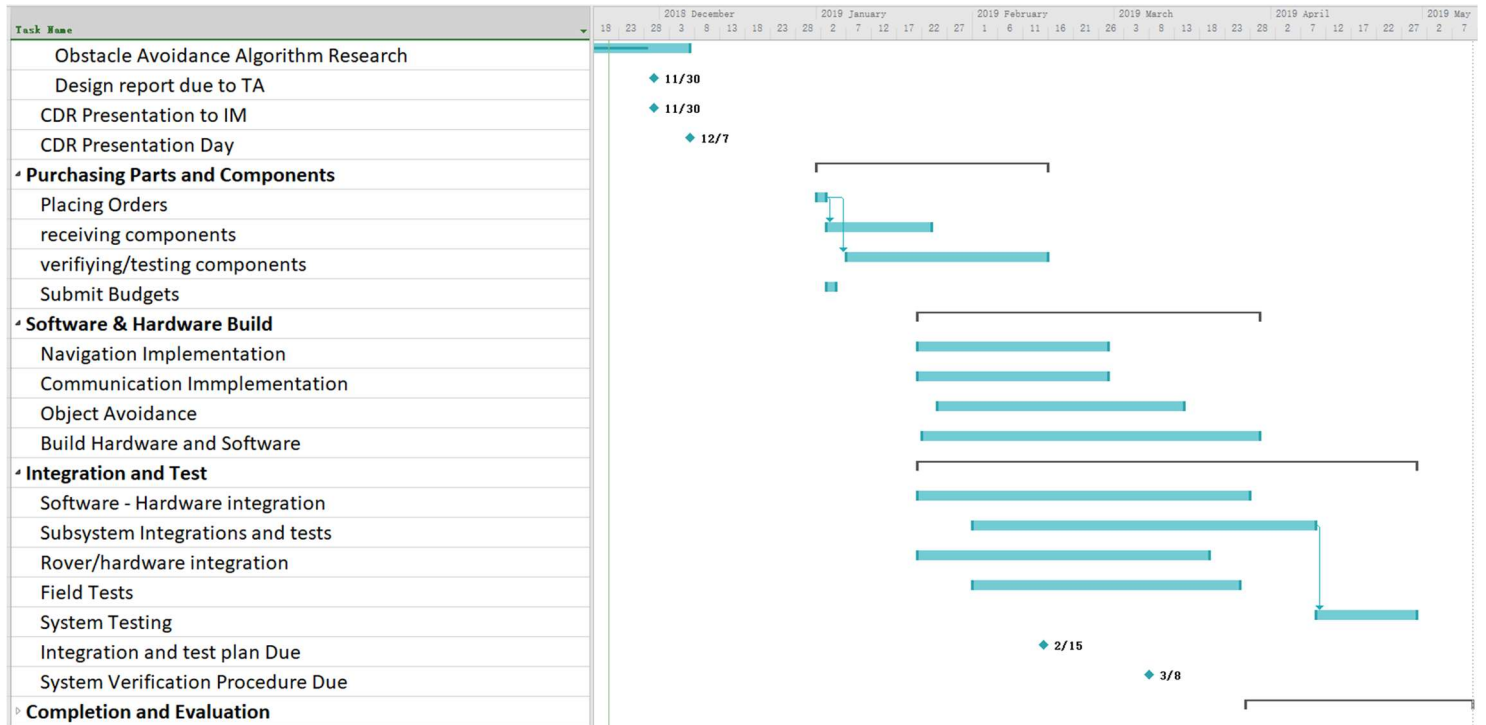 2018 December 2019 January 2019 February 2019 March 2019 April 2019 May
Task Name 18 23 28 3 8 13 18 23 28 2 7 12 17 22 27 1 6 11 16 21 26 3 8 13 18 23 28 2 7 12 17 22 27 2 7
Obstacle Avoidance Algorithm Research
Design report due to TA 11/30
CDR Presentation to IM 11/30
CDR Presentation Day 12/7
Purchasing Parts and Components
Placing Orders
receiving components
verifiying/testing components
Submit Budgets
Software & Hardware Build
Navigation Implementation
Communication Immplementation
Object Avoidance
Build Hardware and Software
Integration and Test
Software - Hardware integration
Subsystem Integrations and tests
Rover/hardware integration
Field Tests
System Testing
Integration and test plan Due 2/15
System Verification Procedure Due 3/8
Completion and Evaluation